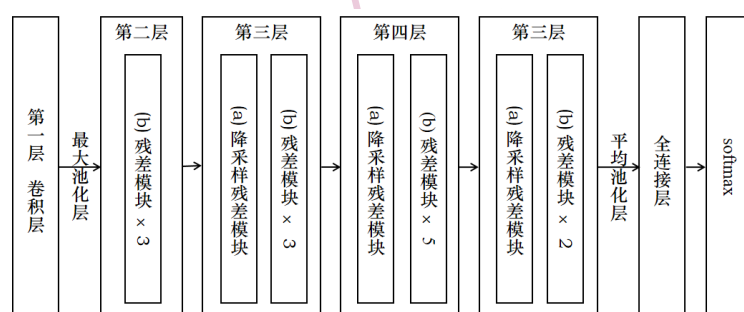 第一层 卷积层
最大池化层
第二层
(b) 残差模块 × 3
第三层
(a) 降采样残差模块
(b) 残差模块 × 3
第四层
(a) 降采样残差模块
(b) 残差模块 × 5
第三层
(a) 降采样残差模块
(b) 残差模块 × 2
平均池化层
全连接层
softmax